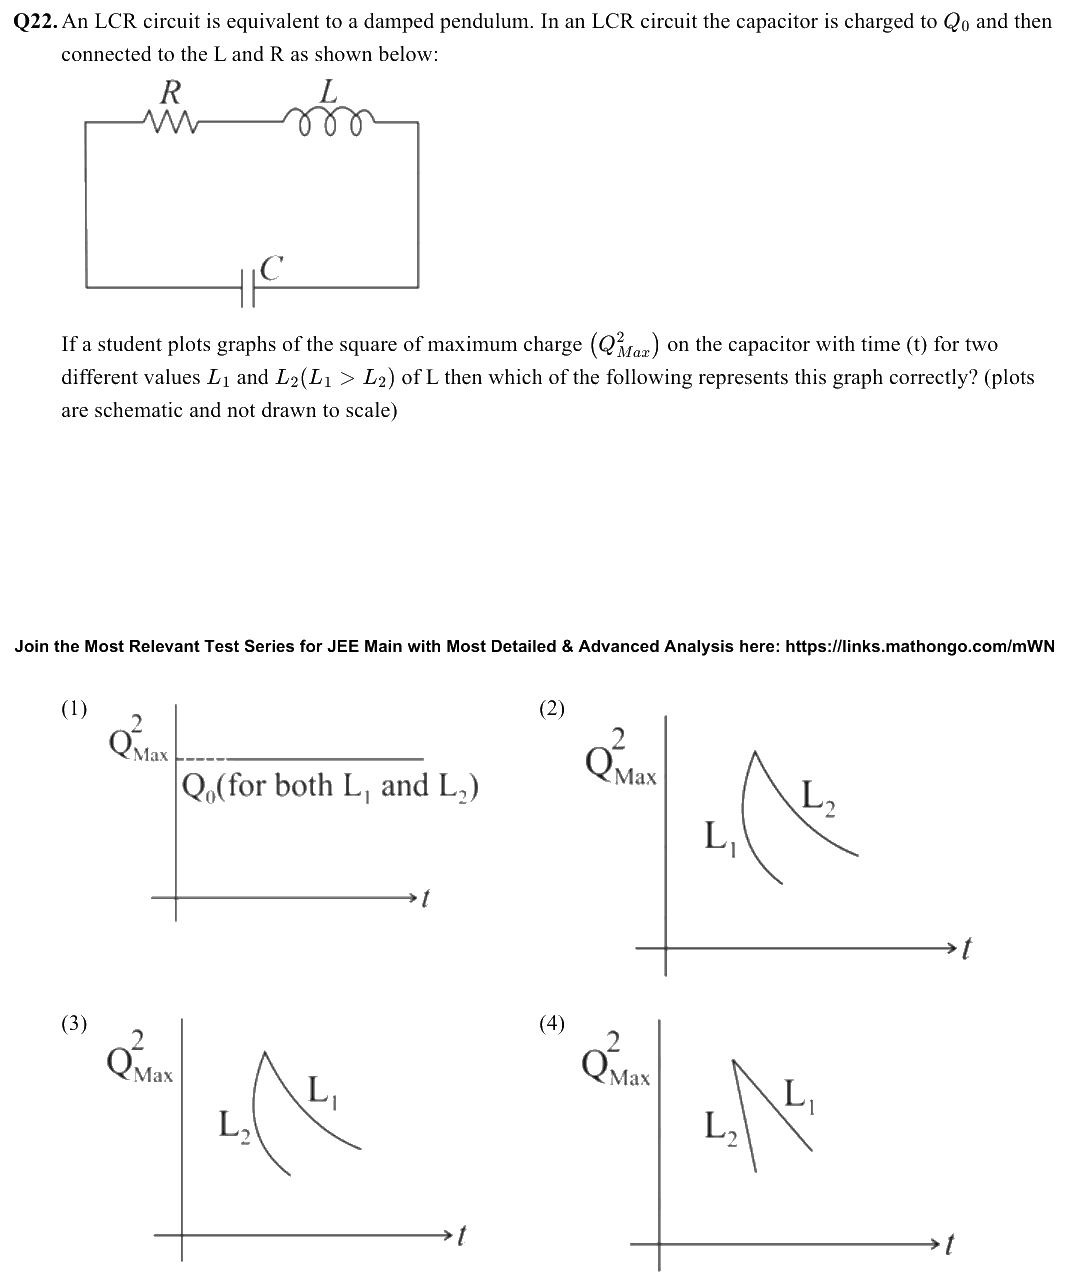 Q22. An LCR circuit is equivalent to a damped pendulum. In an LCR circuit the capacitor is charged to Q₀ and then
connected to the L and R as shown below:
R
L
C
If a student plots graphs of the square of maximum charge (Q²Max) on the capacitor with time (t) for two
different values L₁ and L₂(L₁ > L₂) of L then which of the following represents this graph correctly? (plots
are schematic and not drawn to scale)
Join the Most Relevant Test Series for JEE Main with Most Detailed & Advanced Analysis here: https://links.mathongo.com/mWN
(1)
Q²Max
Q₀(for both L₁ and L₂)
t
(2)
Q²Max
L₂
L₁
t
(3)
Q²Max
L₁
L₂
t
(4)
Q²Max
L₁
L₂
t